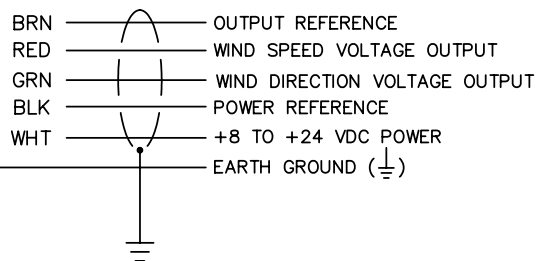 BRN OUTPUT REFERENCE
RED WIND SPEED VOLTAGE OUTPUT
GRN WIND DIRECTION VOLTAGE OUTPUT
BLK POWER REFERENCE
WHT +8 TO +24 VDC POWER
EARTH GROUND (⏚)